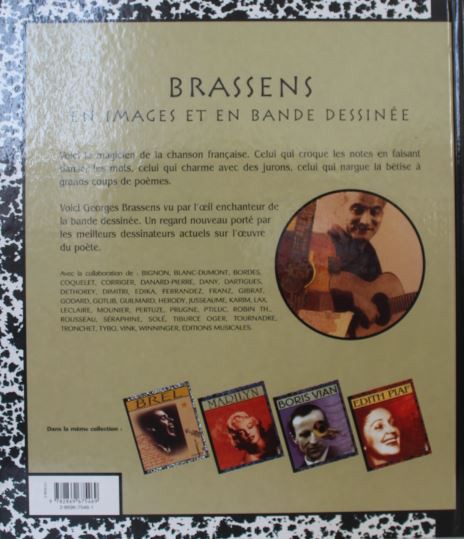 BRASSENS
EN IMAGES ET EN BANDE DESSINÉE
Voici le magicien de la chanson française. Celui qui croque les notes en faisant
danser les mots, celui qui charme avec des jurons, celui qui nargue la bêtise à
grands coups de poèmes.
Voici Georges Brassens vu par l'œil enchanteur de
la bande dessinée. Un regard nouveau porté par
les meilleurs dessinateurs actuels sur l'œuvre
du poète.
Avec la collaboration de : BIGNON, BLANC-DUMONT, BORDES,
COQUELET, CORRIGER, DANARD-PIERRE, DANY, DARTIGUES,
DETHOREY, DIMITRI, EDIKA, FERRANDEZ, FRANZ, GIBRAT,
GODARD, GOTLIB, GUILMARD, HERODY, JUSSEAUME, KARIM, LAX,
LECLAIRE, MOUNIER, PERTUZE, PRUGNE, PTILUC, ROBIN TH.,
ROUSSEAU, SÉRAPHINE, SOLÉ, TIBURCE OGER, TOURNADRE,
TRONCHET, TYBO, VINK, WINNINGER, ÉDITIONS MUSICALES.
BREL
MARILYN
BORIS VIAN
EDITH PIAF
Dans la même collection :